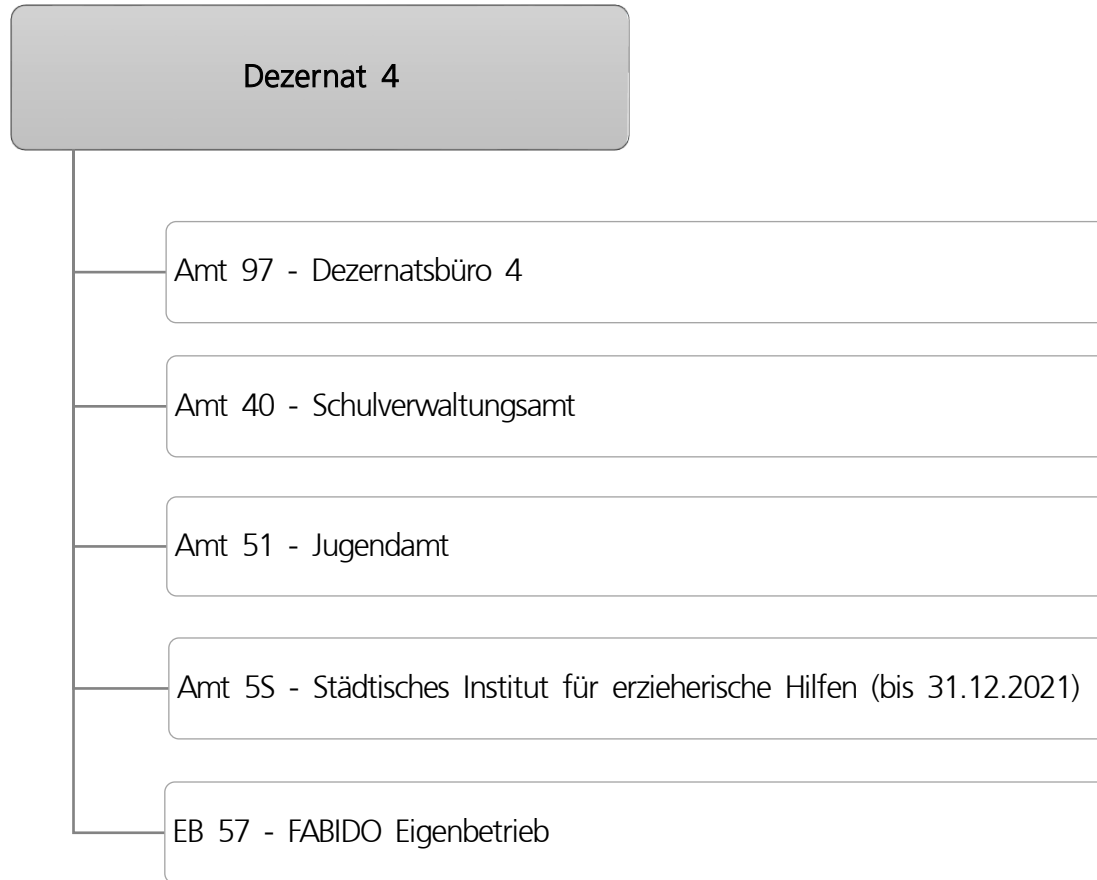 Dezernat 4
Amt 97 - Dezernatsbüro 4
Amt 40 - Schulverwaltungsamt
Amt 51 - Jugendamt
Amt 5S - Städtisches Institut für erzieherische Hilfen (bis 31.12.2021)
EB 57 - FABIDO Eigenbetrieb